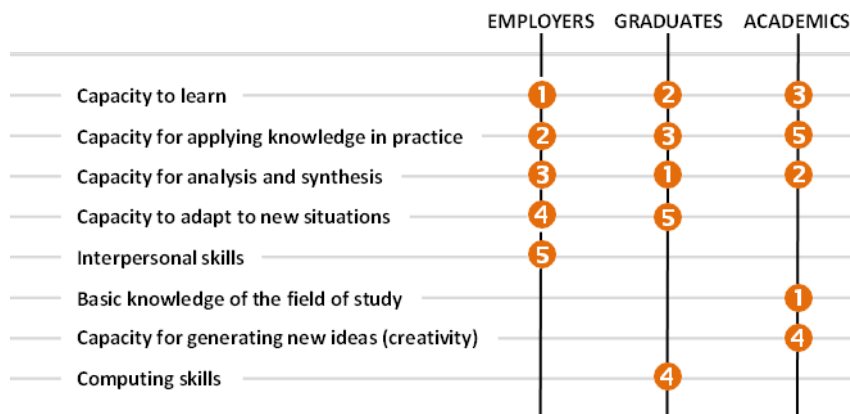 EMPLOYERS GRADUATES ACADEMICS
Capacity to learn 1 2 3
Capacity for applying knowledge in practice 2 3 5
Capacity for analysis and synthesis 3 1 2
Capacity to adapt to new situations 4 5
Interpersonal skills 5
Basic knowledge of the field of study 1
Capacity for generating new ideas (creativity) 4
Computing skills 4